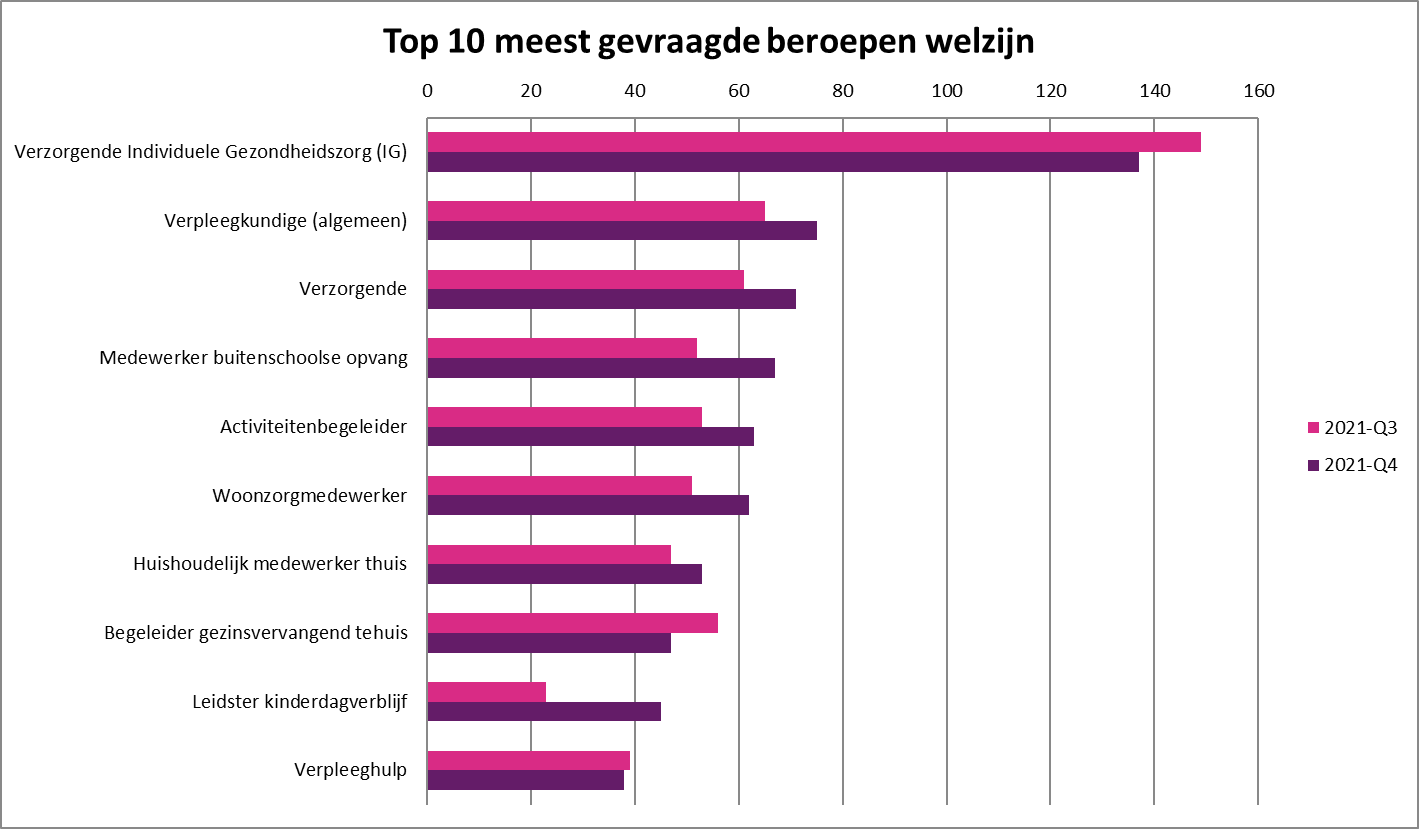 Top 10 meest gevraagde beroepen welzijn
0 20 40 60 80 100 120 140 160
Verzorgende Individuele Gezondheidszorg (IG)
Verpleegkundige (algemeen)
Verzorgende
Medewerker buitenschoolse opvang
Activiteitenbegeleider
Woonzorgmedewerker
Huishoudelijk medewerker thuis
Begeleider gezinsvervangend tehuis
Leidster kinderdagverblijf
Verpleeghulp
2021-Q3
2021-Q4